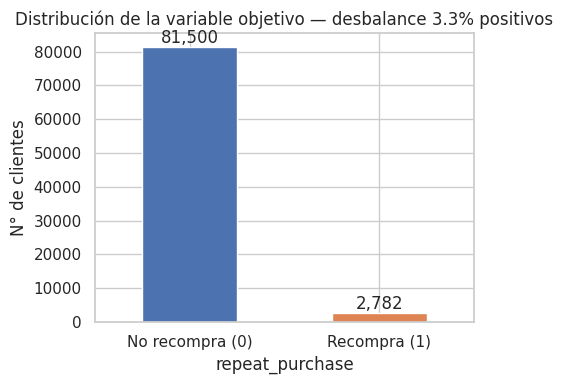 Distribución de la variable objetivo — desbalance 3.3% positivos
81,500
80000
70000
60000
50000
40000
30000
20000
10000
0
N° de clientes
2,782
No recompra (0)
Recompra (1)
repeat_purchase